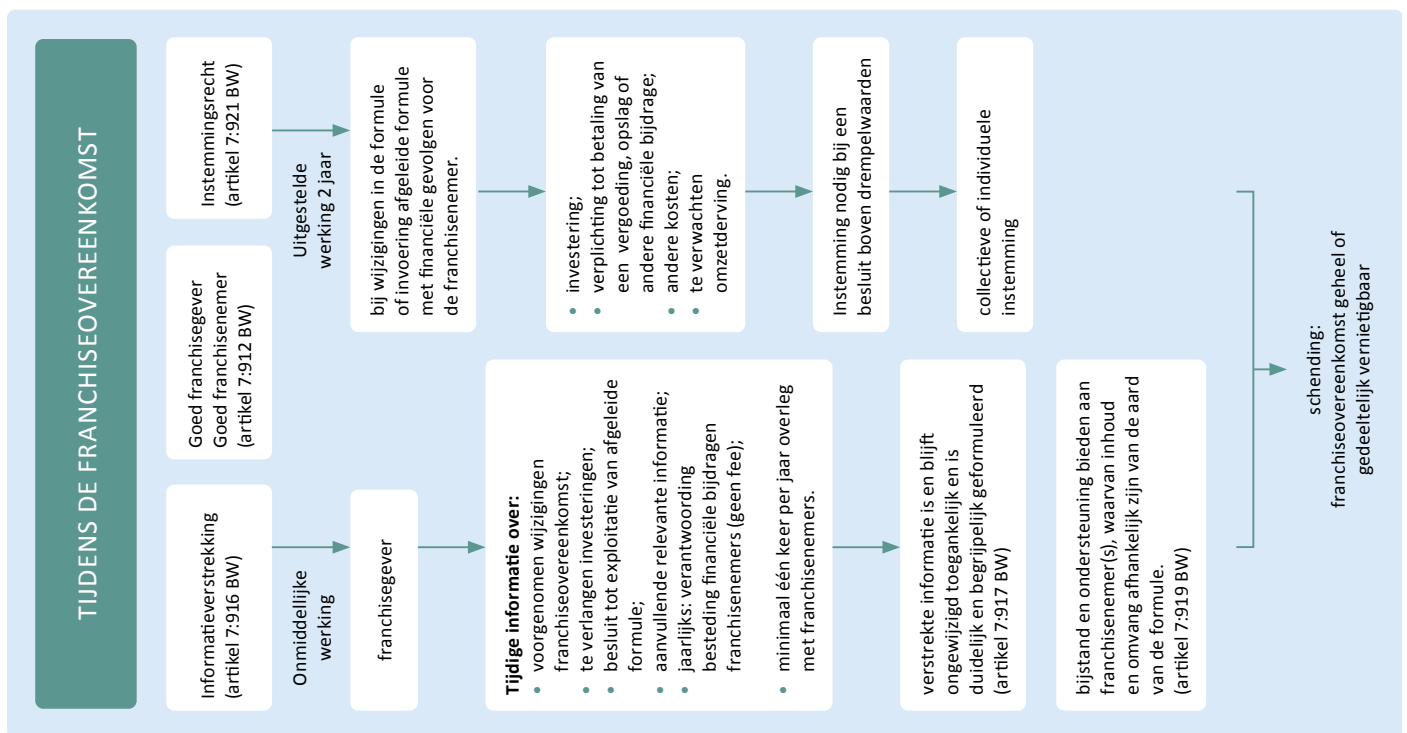 TIJDENS DE FRANCHISEOVEREENKOMST
Informatieverstrekking
(artikel 7:916 BW)
Goed franchisegever
Goed franchisenemer
(artikel 7:912 BW)
Instemmingsrecht
(artikel 7:921 BW)
Onmiddellijke
werking
franchisegever
Tijdige informatie over:
• voorgenomen wijzigingen
franchiseovereenkomst;
• te verlangen investeringen;
• besluit tot exploitatie van afgeleide
formule;
• aanvullende relevante informatie;
• jaarlijks: verantwoording
besteding financiële bijdragen
franchisenemers (geen fee);
• minimaal één keer per jaar overleg
met franchisenemers.
verstrekte informatie is en blijft
ongewijzigd toegankelijk en is
duidelijk en begrijpelijk geformuleerd
(artikel 7:917 BW)
bijstand en ondersteuning bieden aan
franchisenemer(s), waarvan inhoud
en omvang afhankelijk zijn van de aard
van de formule.
(artikel 7:919 BW)
Uitgestelde
werking 2 jaar
bij wijzigingen in de formule
of invoering afgeleide formule
met financiële gevolgen voor
de franchisenemer.
• investering;
• verplichting tot betaling van
een vergoeding, opslag of
andere financiële bijdrage;
• andere kosten;
• te verwachten
omzetderving.
Instemming nodig bij een
besluit boven drempelwaarden
collectieve of individuele
instemming
schending:
franchiseovereenkomst geheel of
gedeeltelijk vernietigbaar